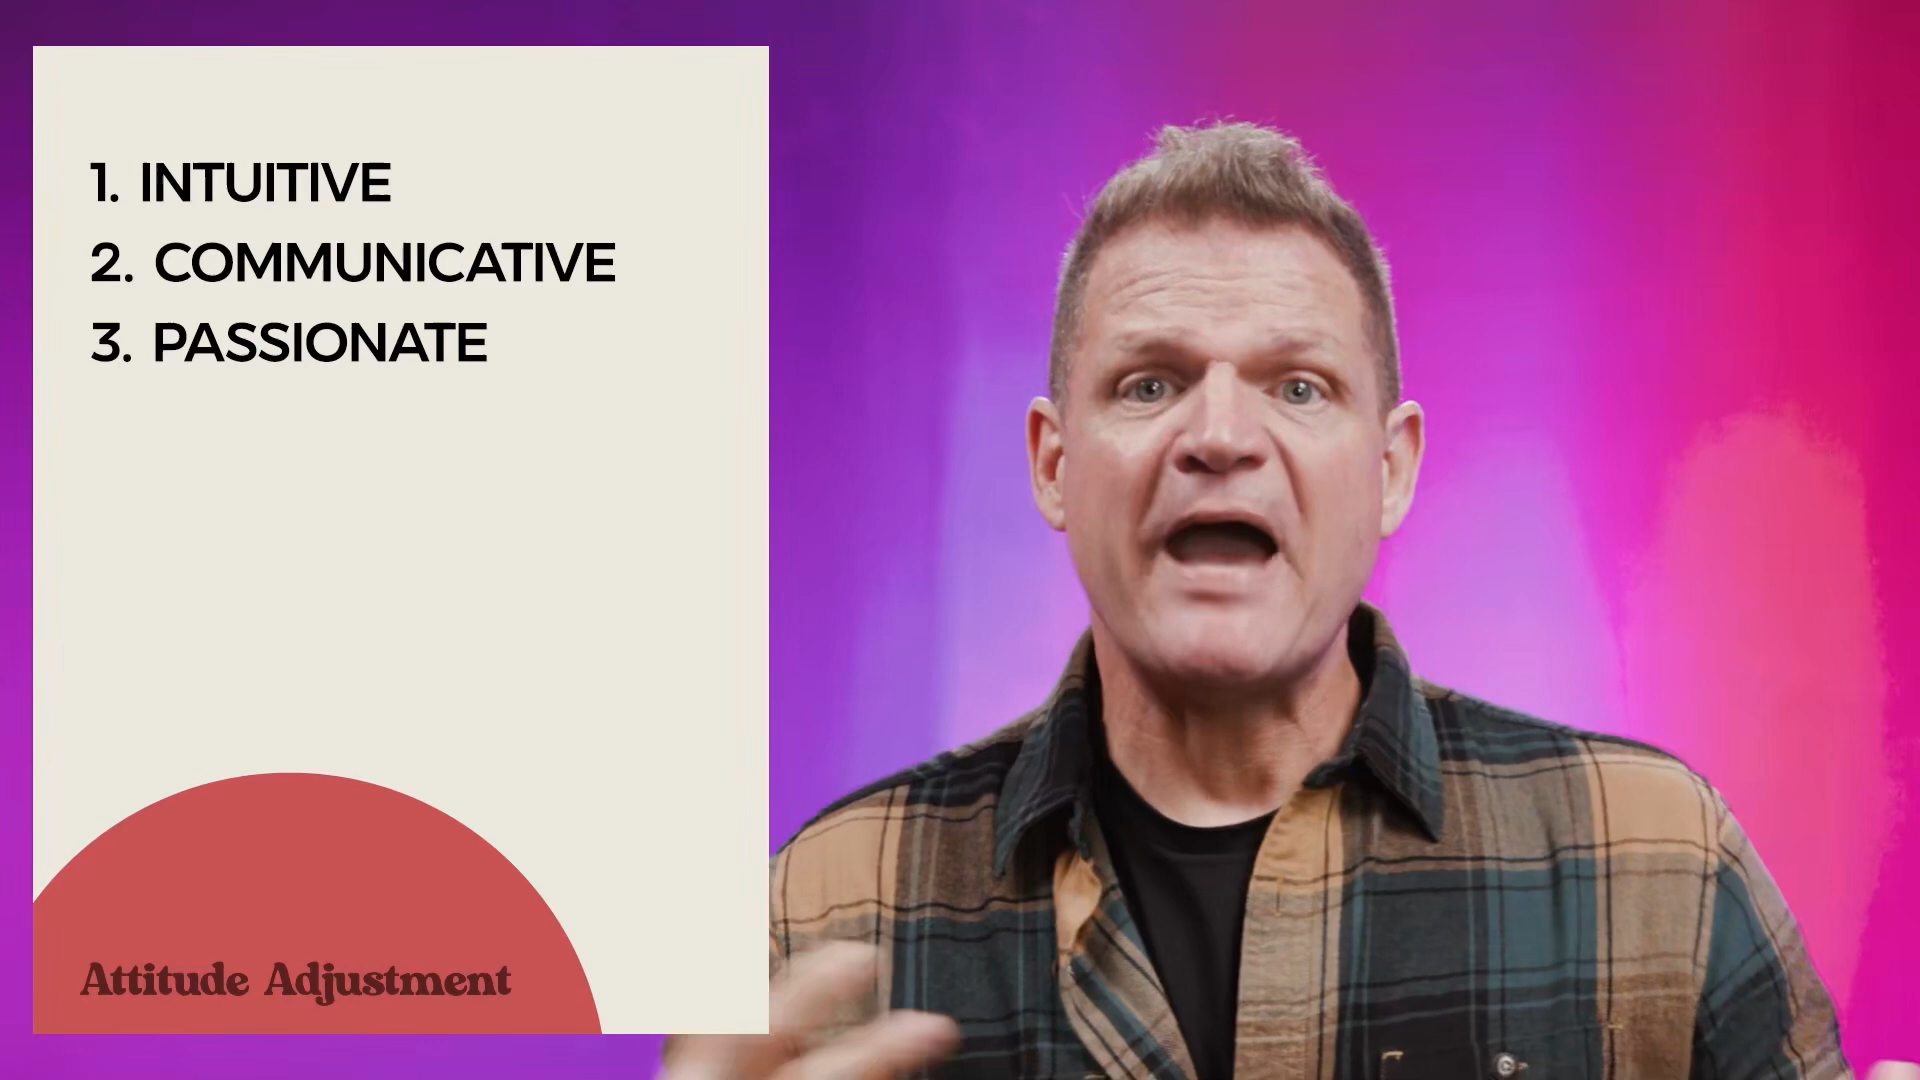 1. INTUITIVE
2. COMMUNICATIVE
3. PASSIONATE
Attitude Adjustment